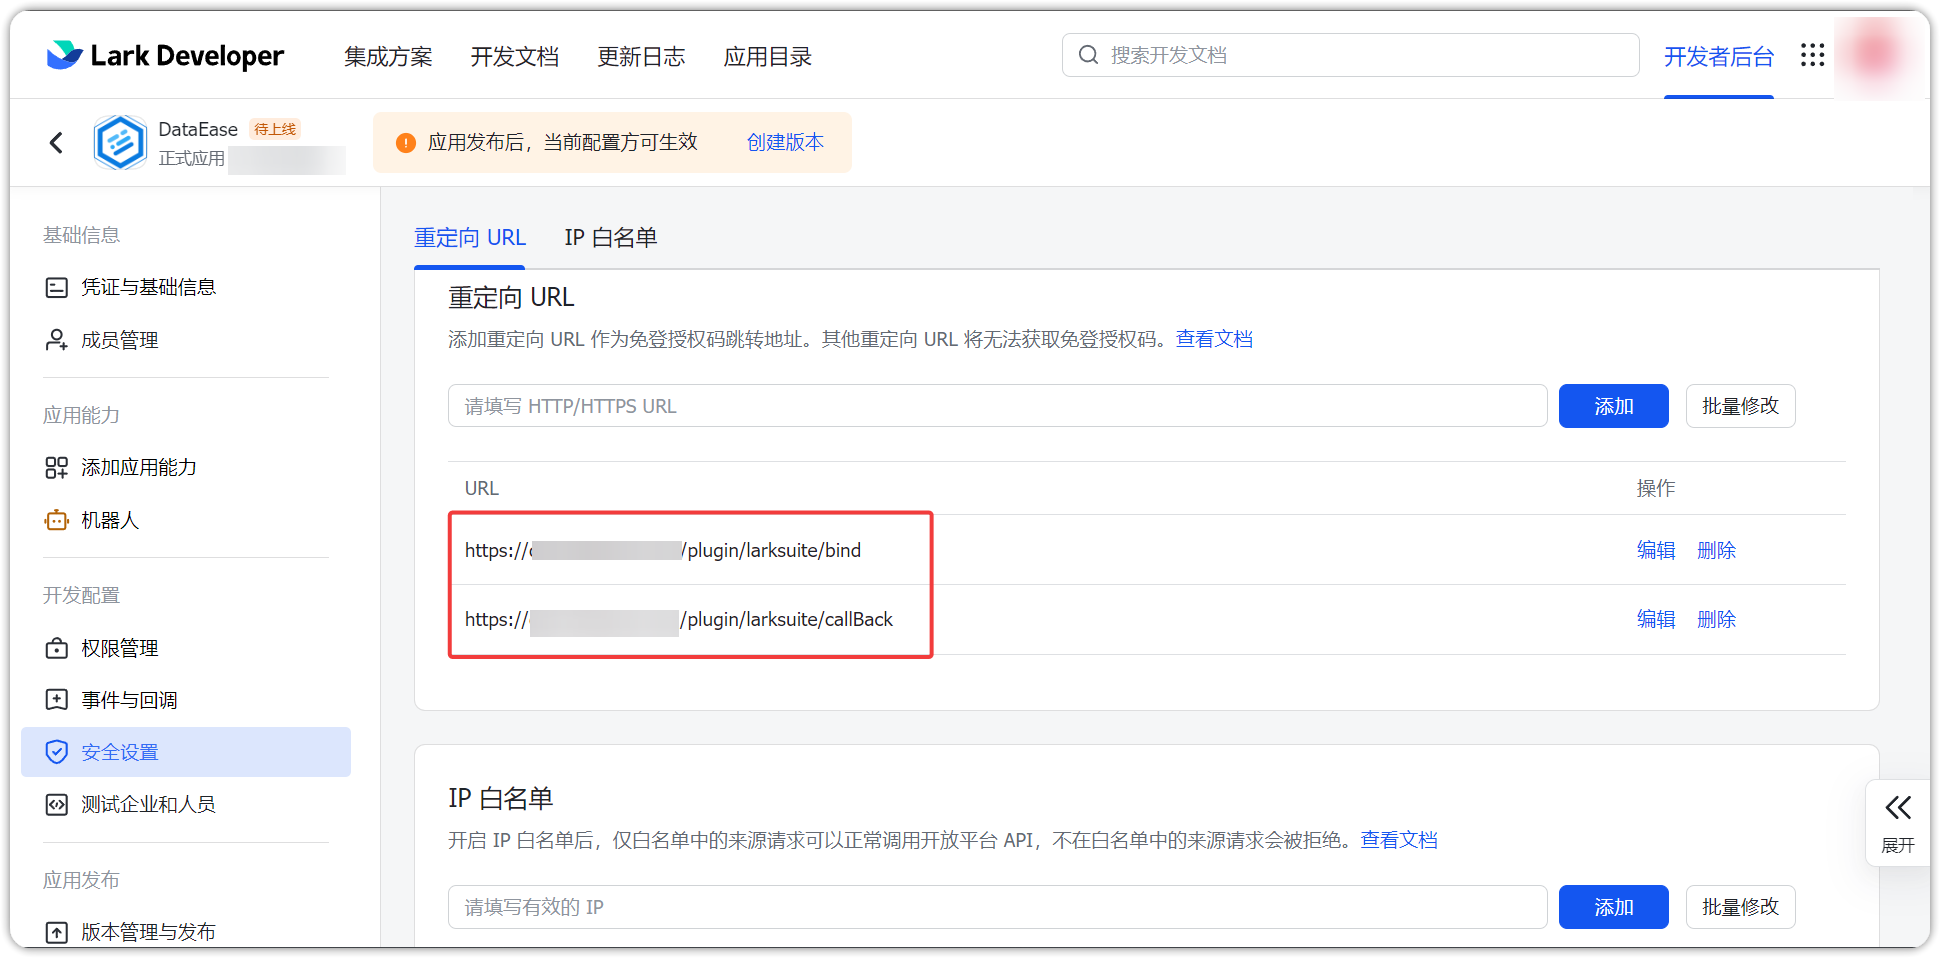 Lark Developer 集成方案 开发文档 更新日志 应用目录 搜索开发文档 开发者后台
DataEase 待上线
正式应用
应用发布后，当前配置方可生效 创建版本
基础信息
凭证与基础信息
成员管理
应用能力
添加应用能力
机器人
开发配置
权限管理
事件与回调
安全设置
测试企业和人员
应用发布
版本管理与发布
重定向 URL IP 白名单
重定向 URL
添加重定向 URL 作为免登授权码跳转地址。其他重定向 URL 将无法获取免登授权码。查看文档
请填写 HTTP/HTTPS URL 添加 批量修改
URL 操作
https:// /plugin/larksuite/bind 编辑 删除
https:// /plugin/larksuite/callBack 编辑 删除
IP 白名单
开启 IP 白名单后，仅白名单中的来源请求可以正常调用开放平台 API，不在白名单中的来源请求会被拒绝。查看文档
请填写有效的 IP 添加 批量修改
展开